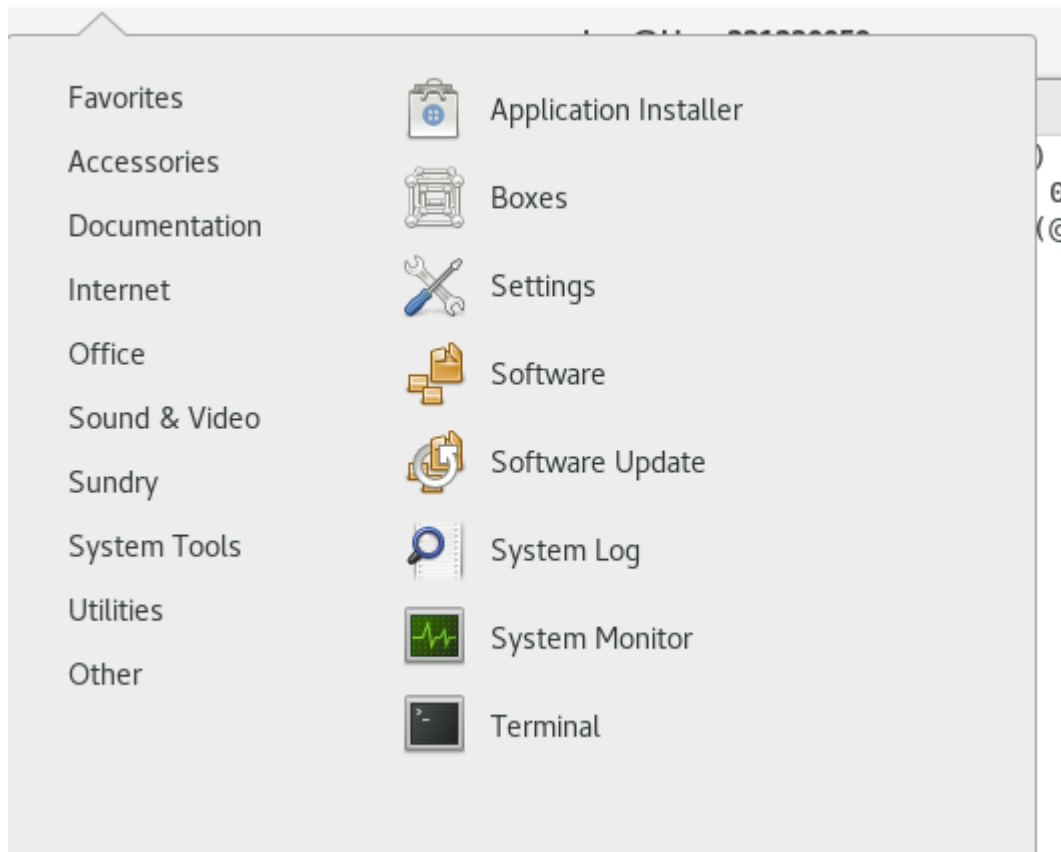 Favorites
Accessories
Documentation
Internet
Office
Sound & Video
Sundry
System Tools
Utilities
Other
Application Installer
Boxes
Settings
Software
Software Update
System Log
System Monitor
Terminal
)
0
(@